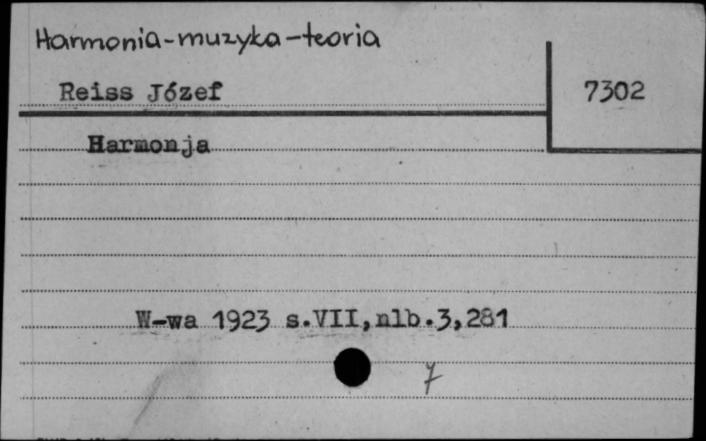 Harmonia-muzyka-teoria
Reiss Józef
7302
Harmonja
W-wa 1923 s.VII,nlb.3,281
7